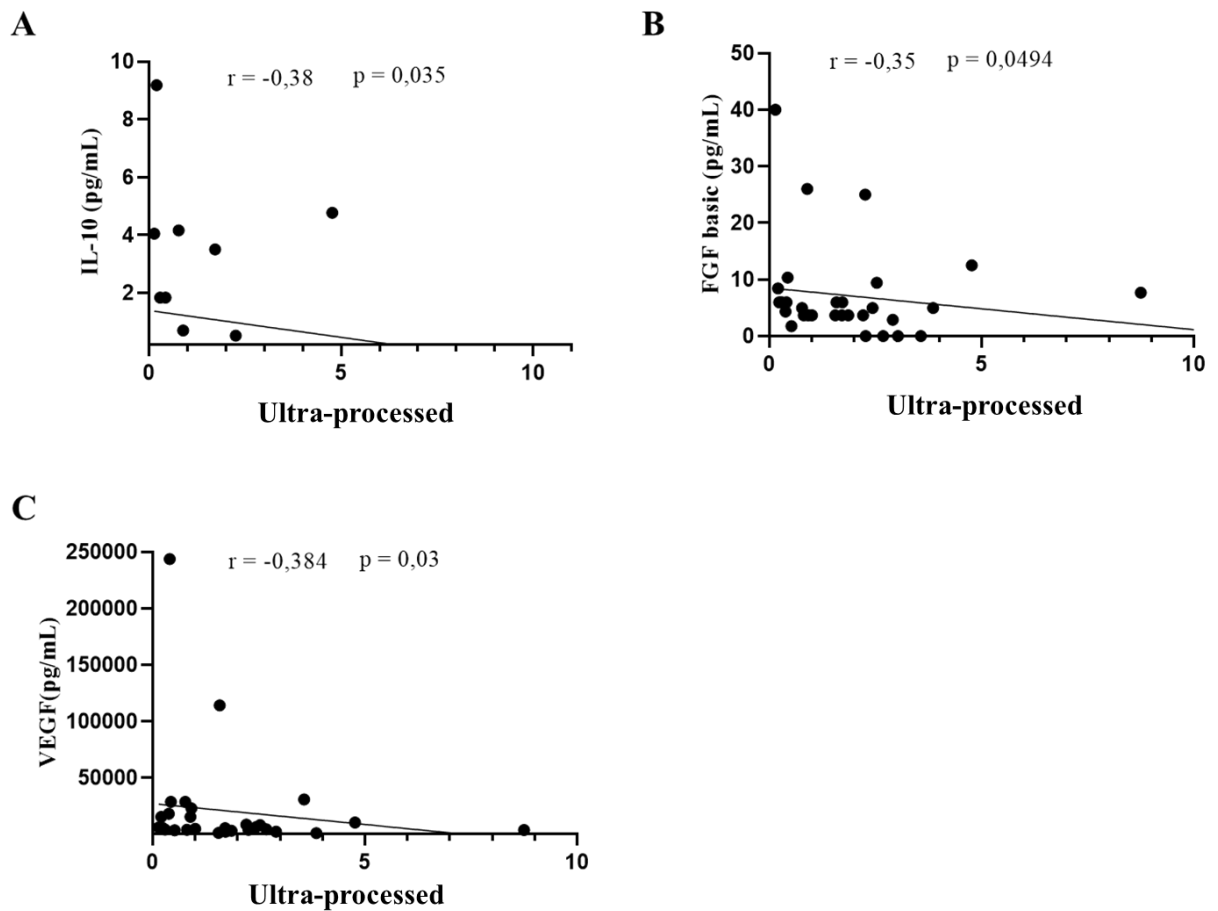 A
r = -0,38 p = 0,035
IL-10 (pg/mL)
10
8
6
4
2
0 5 10
Ultra-processed
B
r = -0,35 p = 0,0494
FGF basic (pg/mL)
50
40
30
20
10
0
0 5 10
Ultra-processed
C
r = -0,384 p = 0,03
VEGF(pg/mL)
250000
200000
150000
100000
50000
0 5 10
Ultra-processed